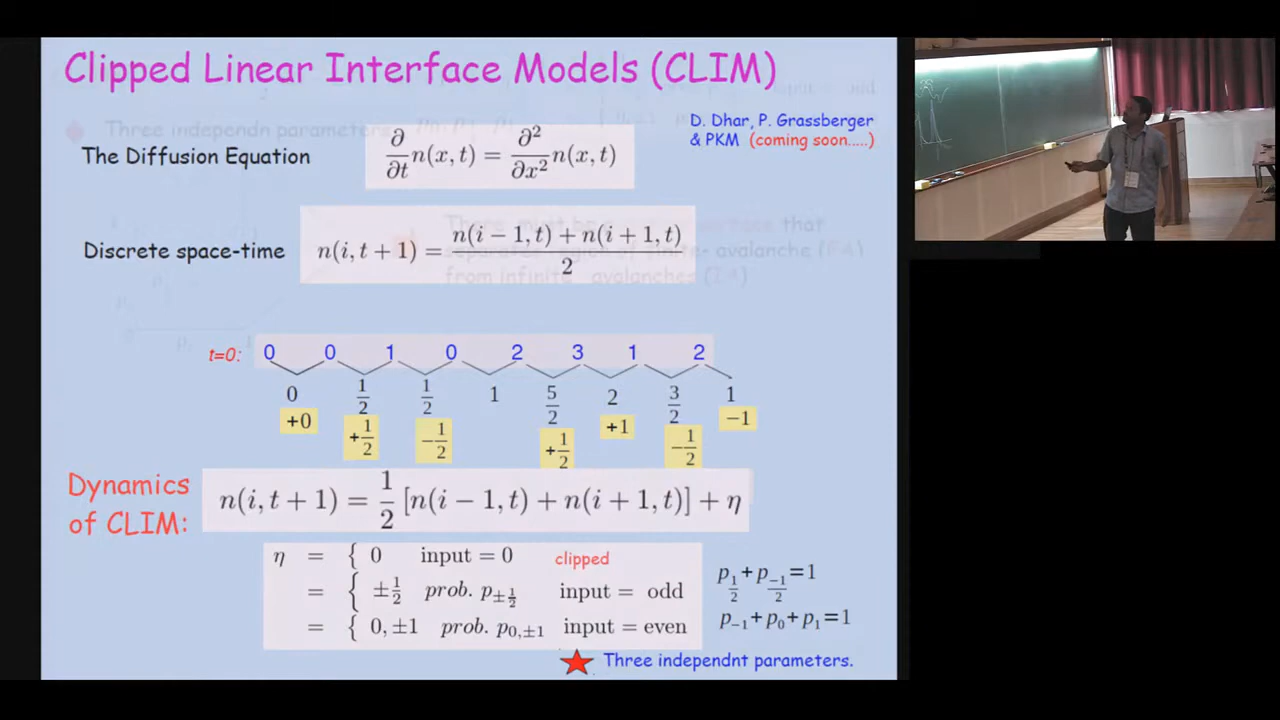 Clipped Linear Interface Models (CLIM)
D. Dhar, P. Grassberger
& PKM (coming soon.....)
The Diffusion Equation ∂/∂t n(x, t) = ∂²/∂x² n(x, t)
Discrete space-time n(i, t + 1) = n(i − 1, t) + n(i + 1, t) / 2
t=0: 0 0 1 0 2 3 1 2
0 1/2 1/2 1 5/2 2 3/2 1
+0 +1/2 −1/2 +1/2 +1 −1/2 −1
Dynamics
of CLIM:
n(i, t + 1) = 1/2 [n(i − 1, t) + n(i + 1, t)] + η
η = { 0 input = 0 clipped
= { ±1/2 prob. p±1/2 input = odd
= { 0, ±1 prob. p0,±1 input = even
p1/2+p−1/2=1
p−1+p0+p1=1
Three independnt parameters.
Three independn parameters